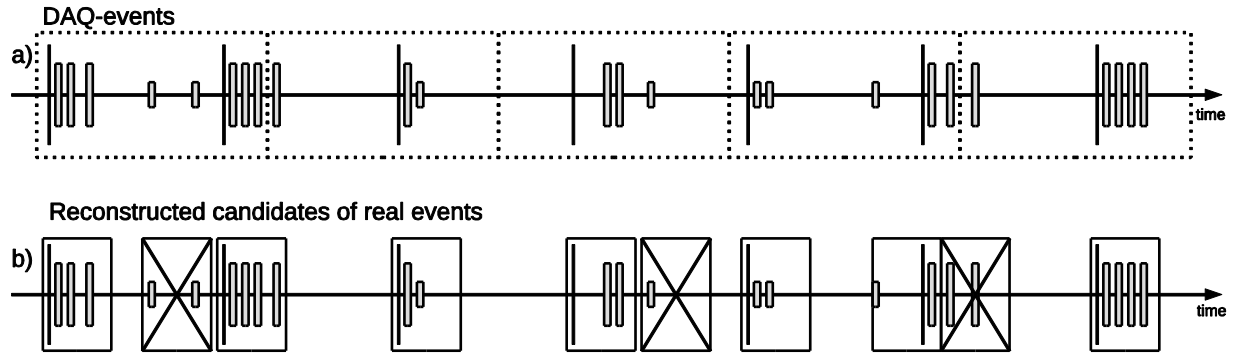 DAQ-events
a)
time
Reconstructed candidates of real events
b)
time